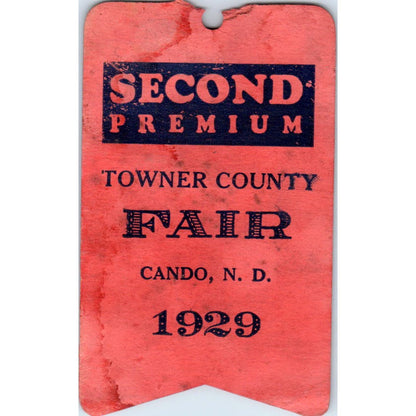 SECOND
PREMIUM
TOWNER COUNTY
FAIR
CANDO, N. D.
1929